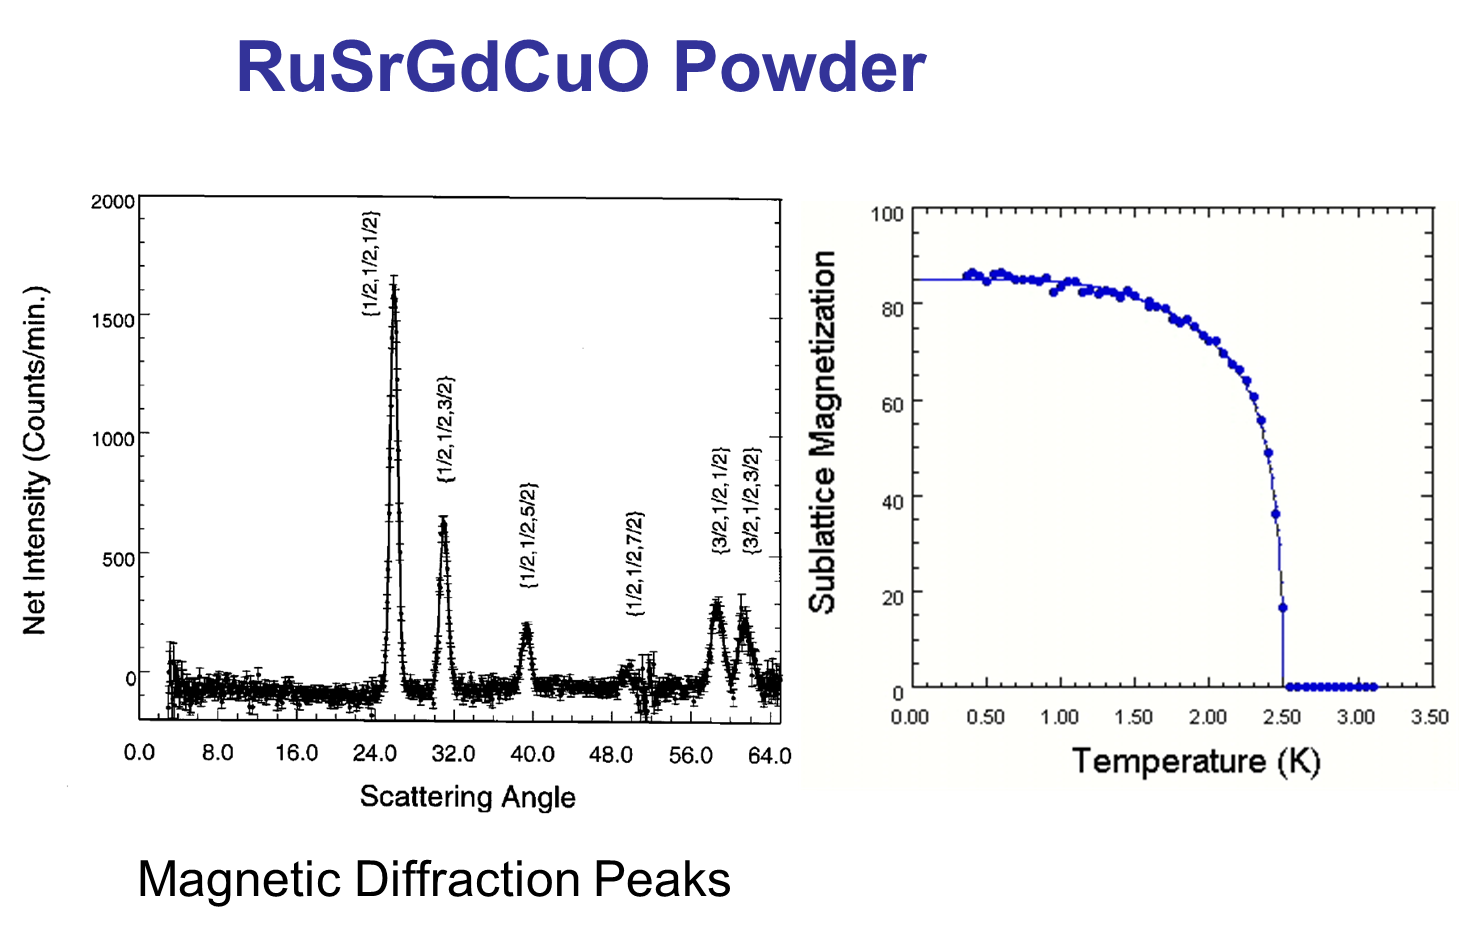 RuSrGdCuO Powder
Net Intensity (Counts/min.)
2000
1500
1000
500
0
{1/2,1/2,1/2}
{1/2,1/2,3/2}
{1/2,1/2,5/2}
{1/2,1/2,7/2}
{3/2,1/2,1/2}
{3/2,1/2,3/2}
0.0 8.0 16.0 24.0 32.0 40.0 48.0 56.0 64.0
Scattering Angle
Sublattice Magnetization
100
80
60
40
20
0
0.00 0.50 1.00 1.50 2.00 2.50 3.00 3.50
Temperature (K)
Magnetic Diffraction Peaks